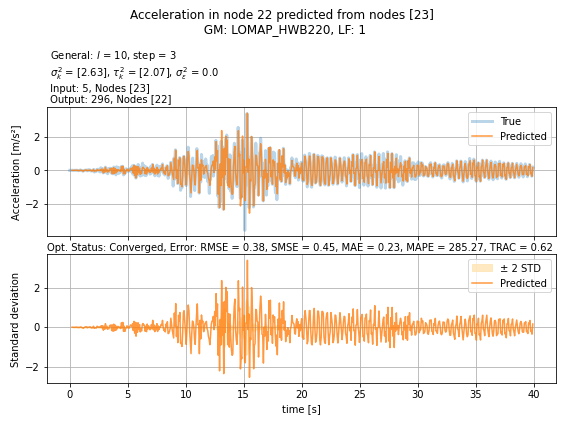 Acceleration in node 22 predicted from nodes [23]
GM: LOMAP_HWB220, LF: 1
General: l = 10, step = 3
σ²ₖ = [2.63], τ²ₖ = [2.07], σ²ε = 0.0
Input: 5, Nodes [23]
Output: 296, Nodes [22]
True
Predicted
Acceleration [m/s²]
2
0
−2
Opt. Status: Converged, Error: RMSE = 0.38, SMSE = 0.45, MAE = 0.23, MAPE = 285.27, TRAC = 0.62
± 2 STD
Predicted
Standard deviation
2
0
−2
0 5 10 15 20 25 30 35 40
time [s]